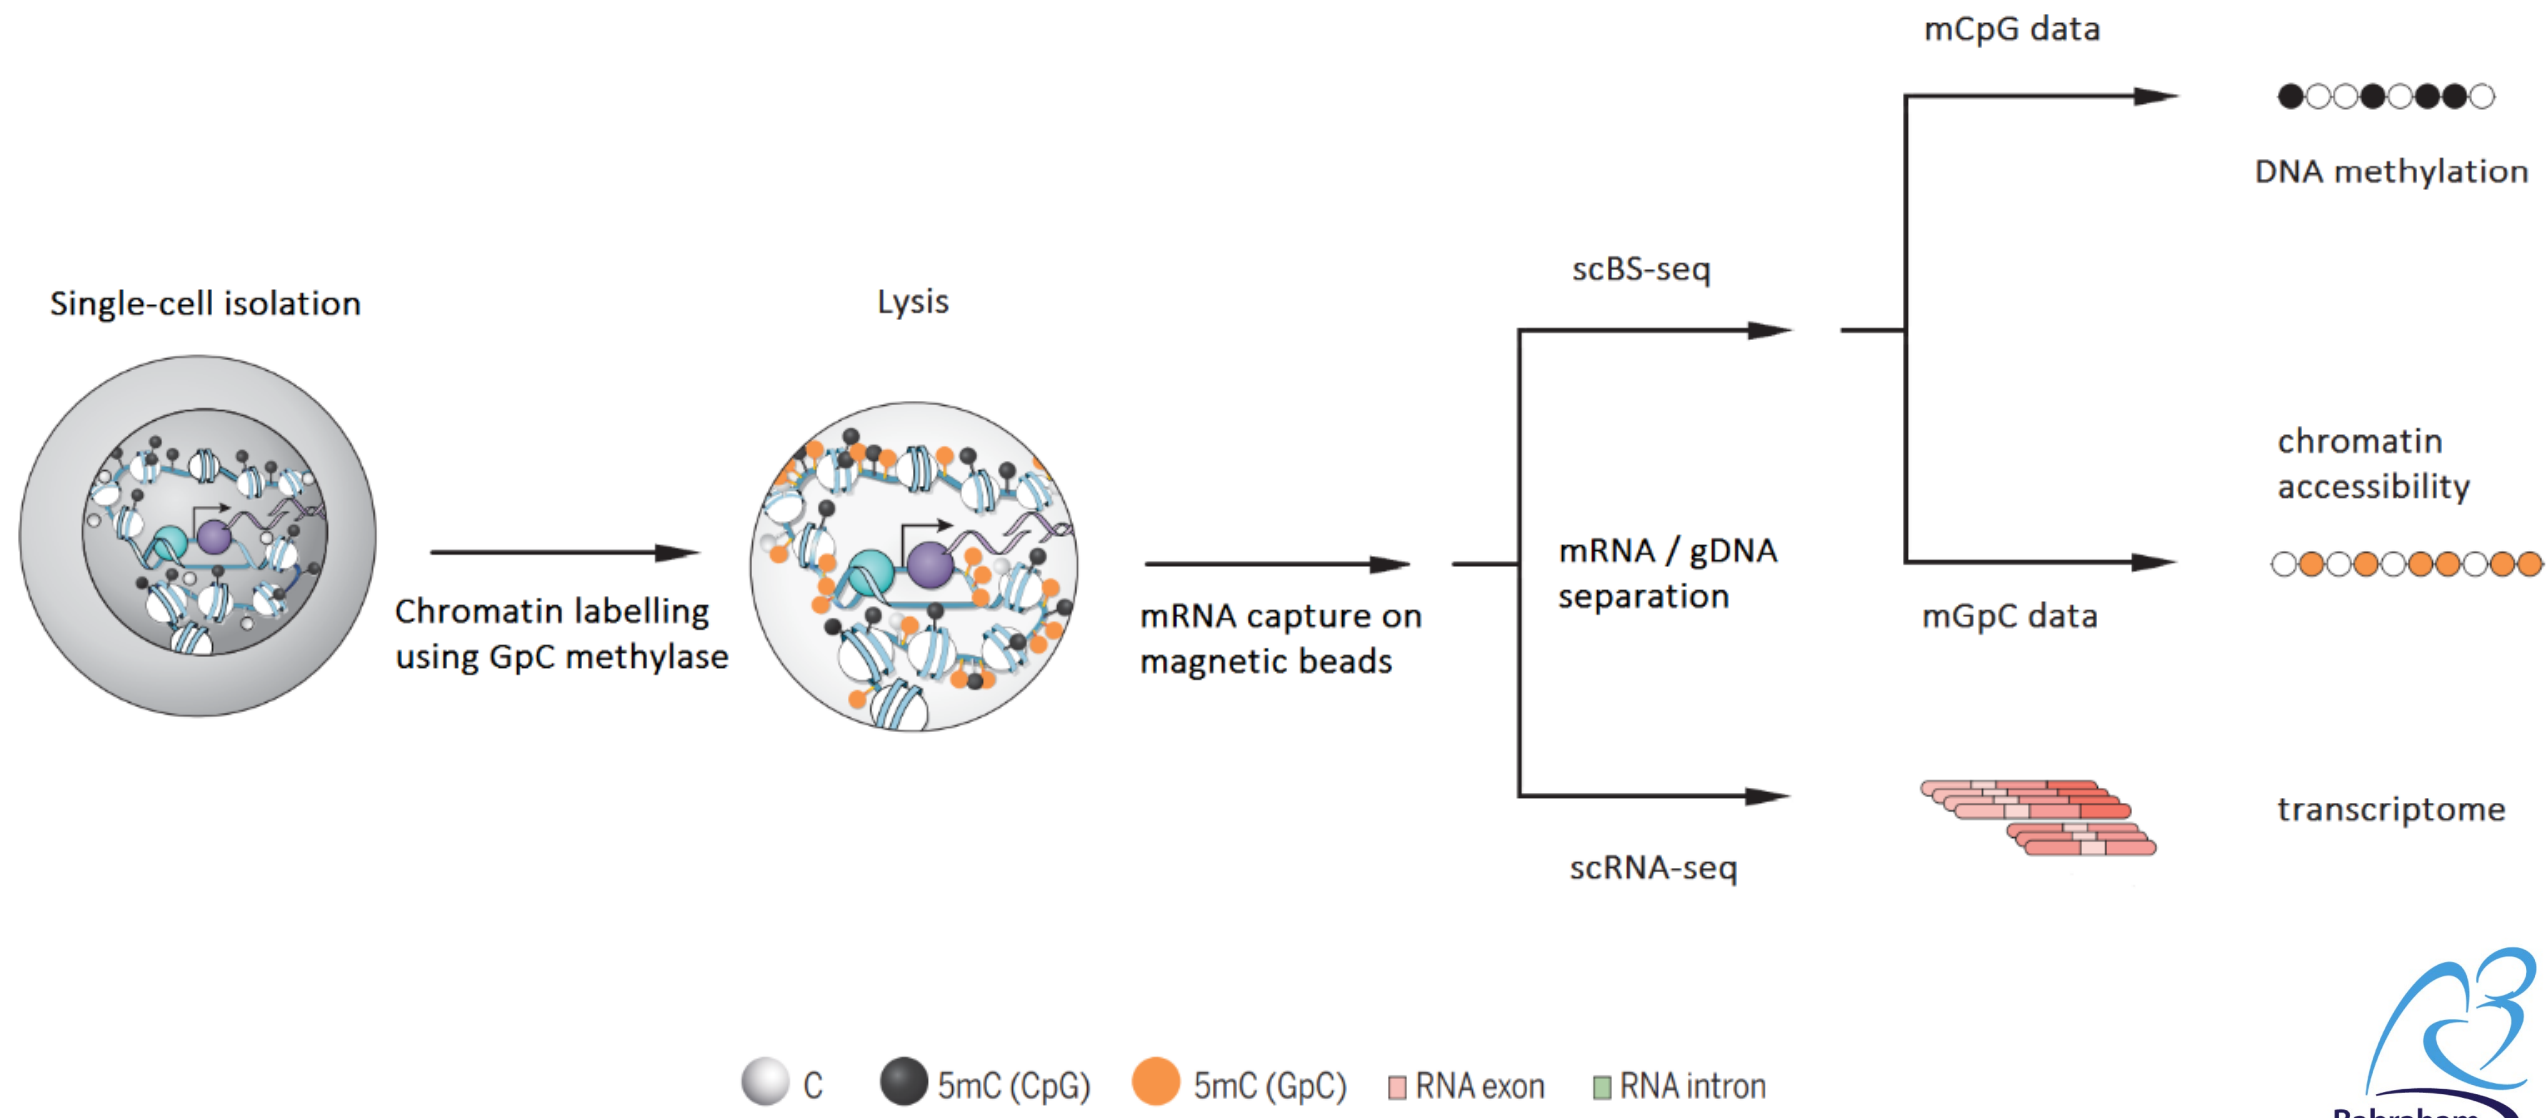 mCpG data
DNA methylation
scBS-seq
Single-cell isolation
Lysis
chromatin
accessibility
mRNA / gDNA
separation
Chromatin labelling
using GpC methylase
mRNA capture on
magnetic beads
mGpC data
transcriptome
scRNA-seq
C
5mC (CpG)
5mC (GpC)
RNA exon
RNA intron